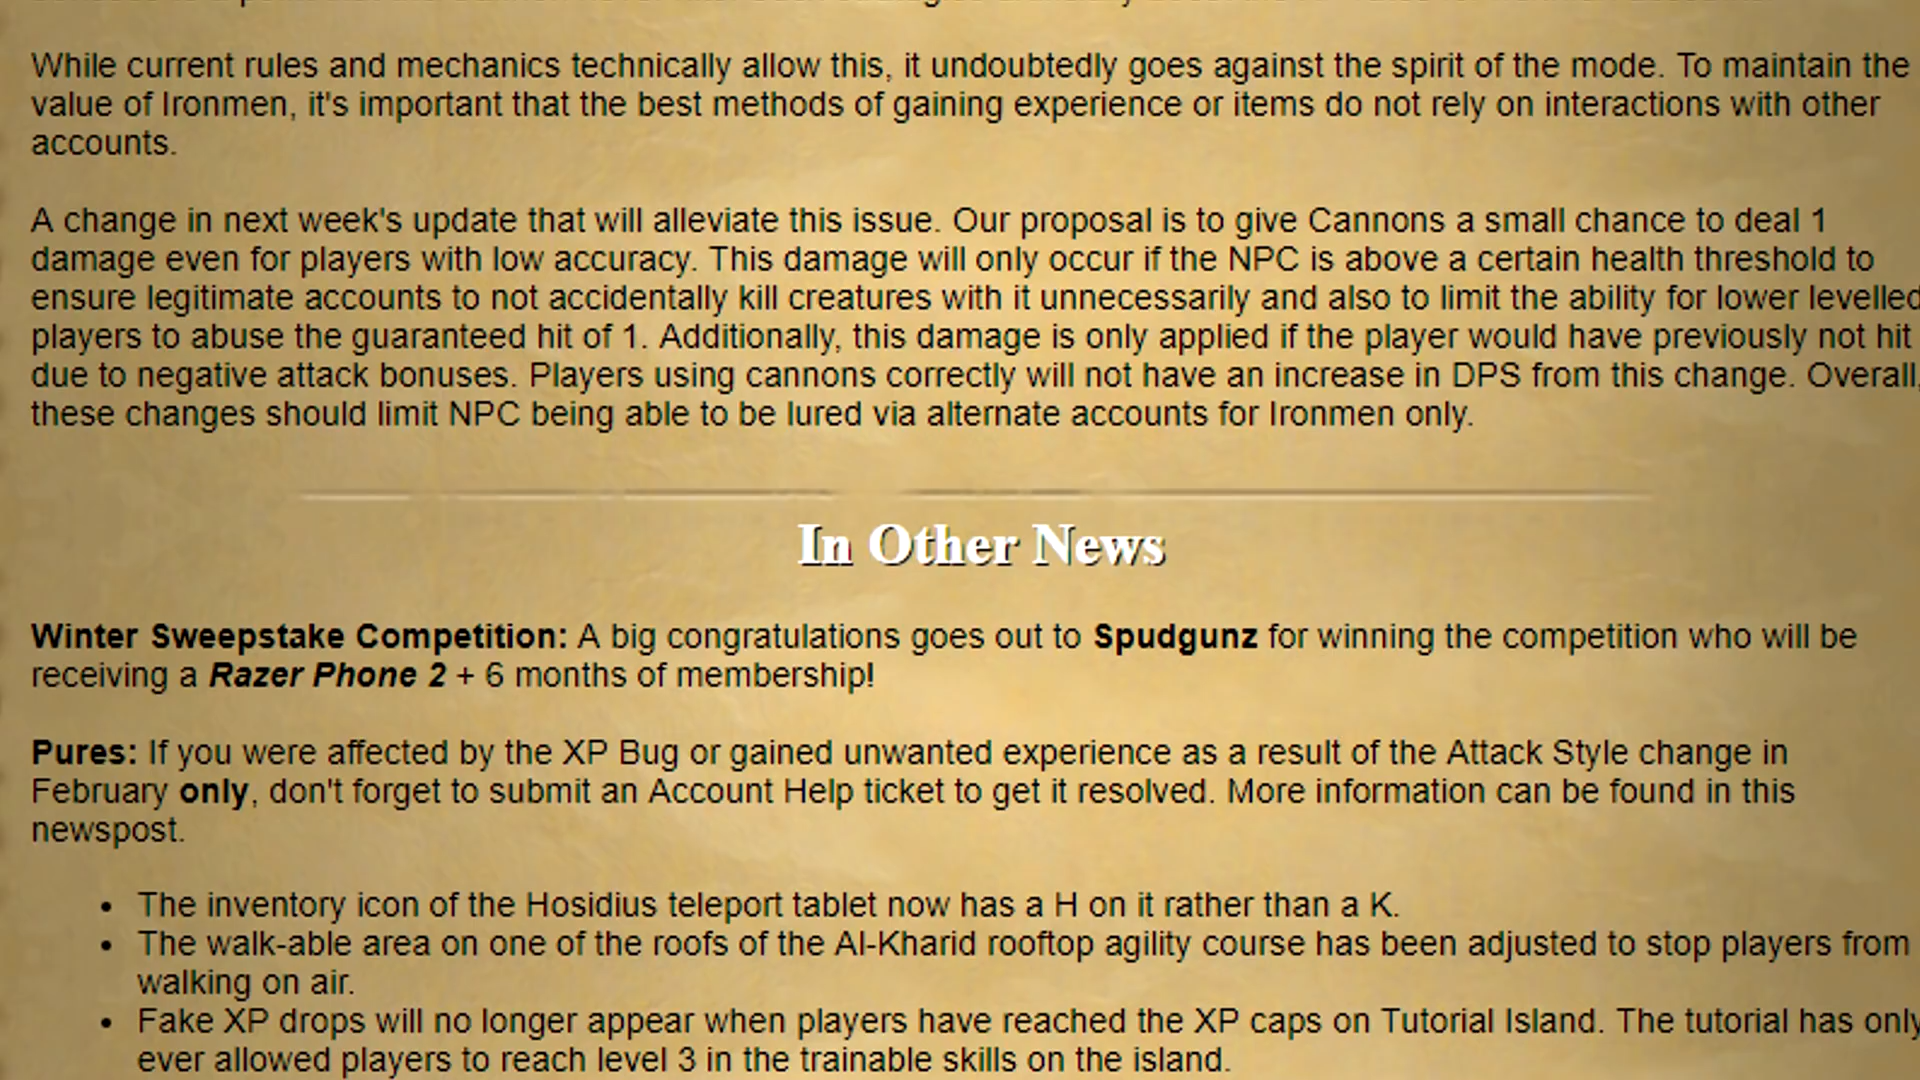 While current rules and mechanics technically allow this, it undoubtedly goes against the spirit of the mode. To maintain the
value of Ironmen, it's important that the best methods of gaining experience or items do not rely on interactions with other
accounts.
A change in next week's update that will alleviate this issue. Our proposal is to give Cannons a small chance to deal 1
damage even for players with low accuracy. This damage will only occur if the NPC is above a certain health threshold to
ensure legitimate accounts to not accidentally kill creatures with it unnecessarily and also to limit the ability for lower levelled
players to abuse the guaranteed hit of 1. Additionally, this damage is only applied if the player would have previously not hit
due to negative attack bonuses. Players using cannons correctly will not have an increase in DPS from this change. Overall,
these changes should limit NPC being able to be lured via alternate accounts for Ironmen only.
In Other News
Winter Sweepstake Competition: A big congratulations goes out to Spudgunz for winning the competition who will be
receiving a Razer Phone 2 + 6 months of membership!
Pures: If you were affected by the XP Bug or gained unwanted experience as a result of the Attack Style change in
February only, don't forget to submit an Account Help ticket to get it resolved. More information can be found in this
newspost.
• The inventory icon of the Hosidius teleport tablet now has a H on it rather than a K.
• The walk-able area on one of the roofs of the Al-Kharid rooftop agility course has been adjusted to stop players from
walking on air.
• Fake XP drops will no longer appear when players have reached the XP caps on Tutorial Island. The tutorial has only
ever allowed players to reach level 3 in the trainable skills on the island.